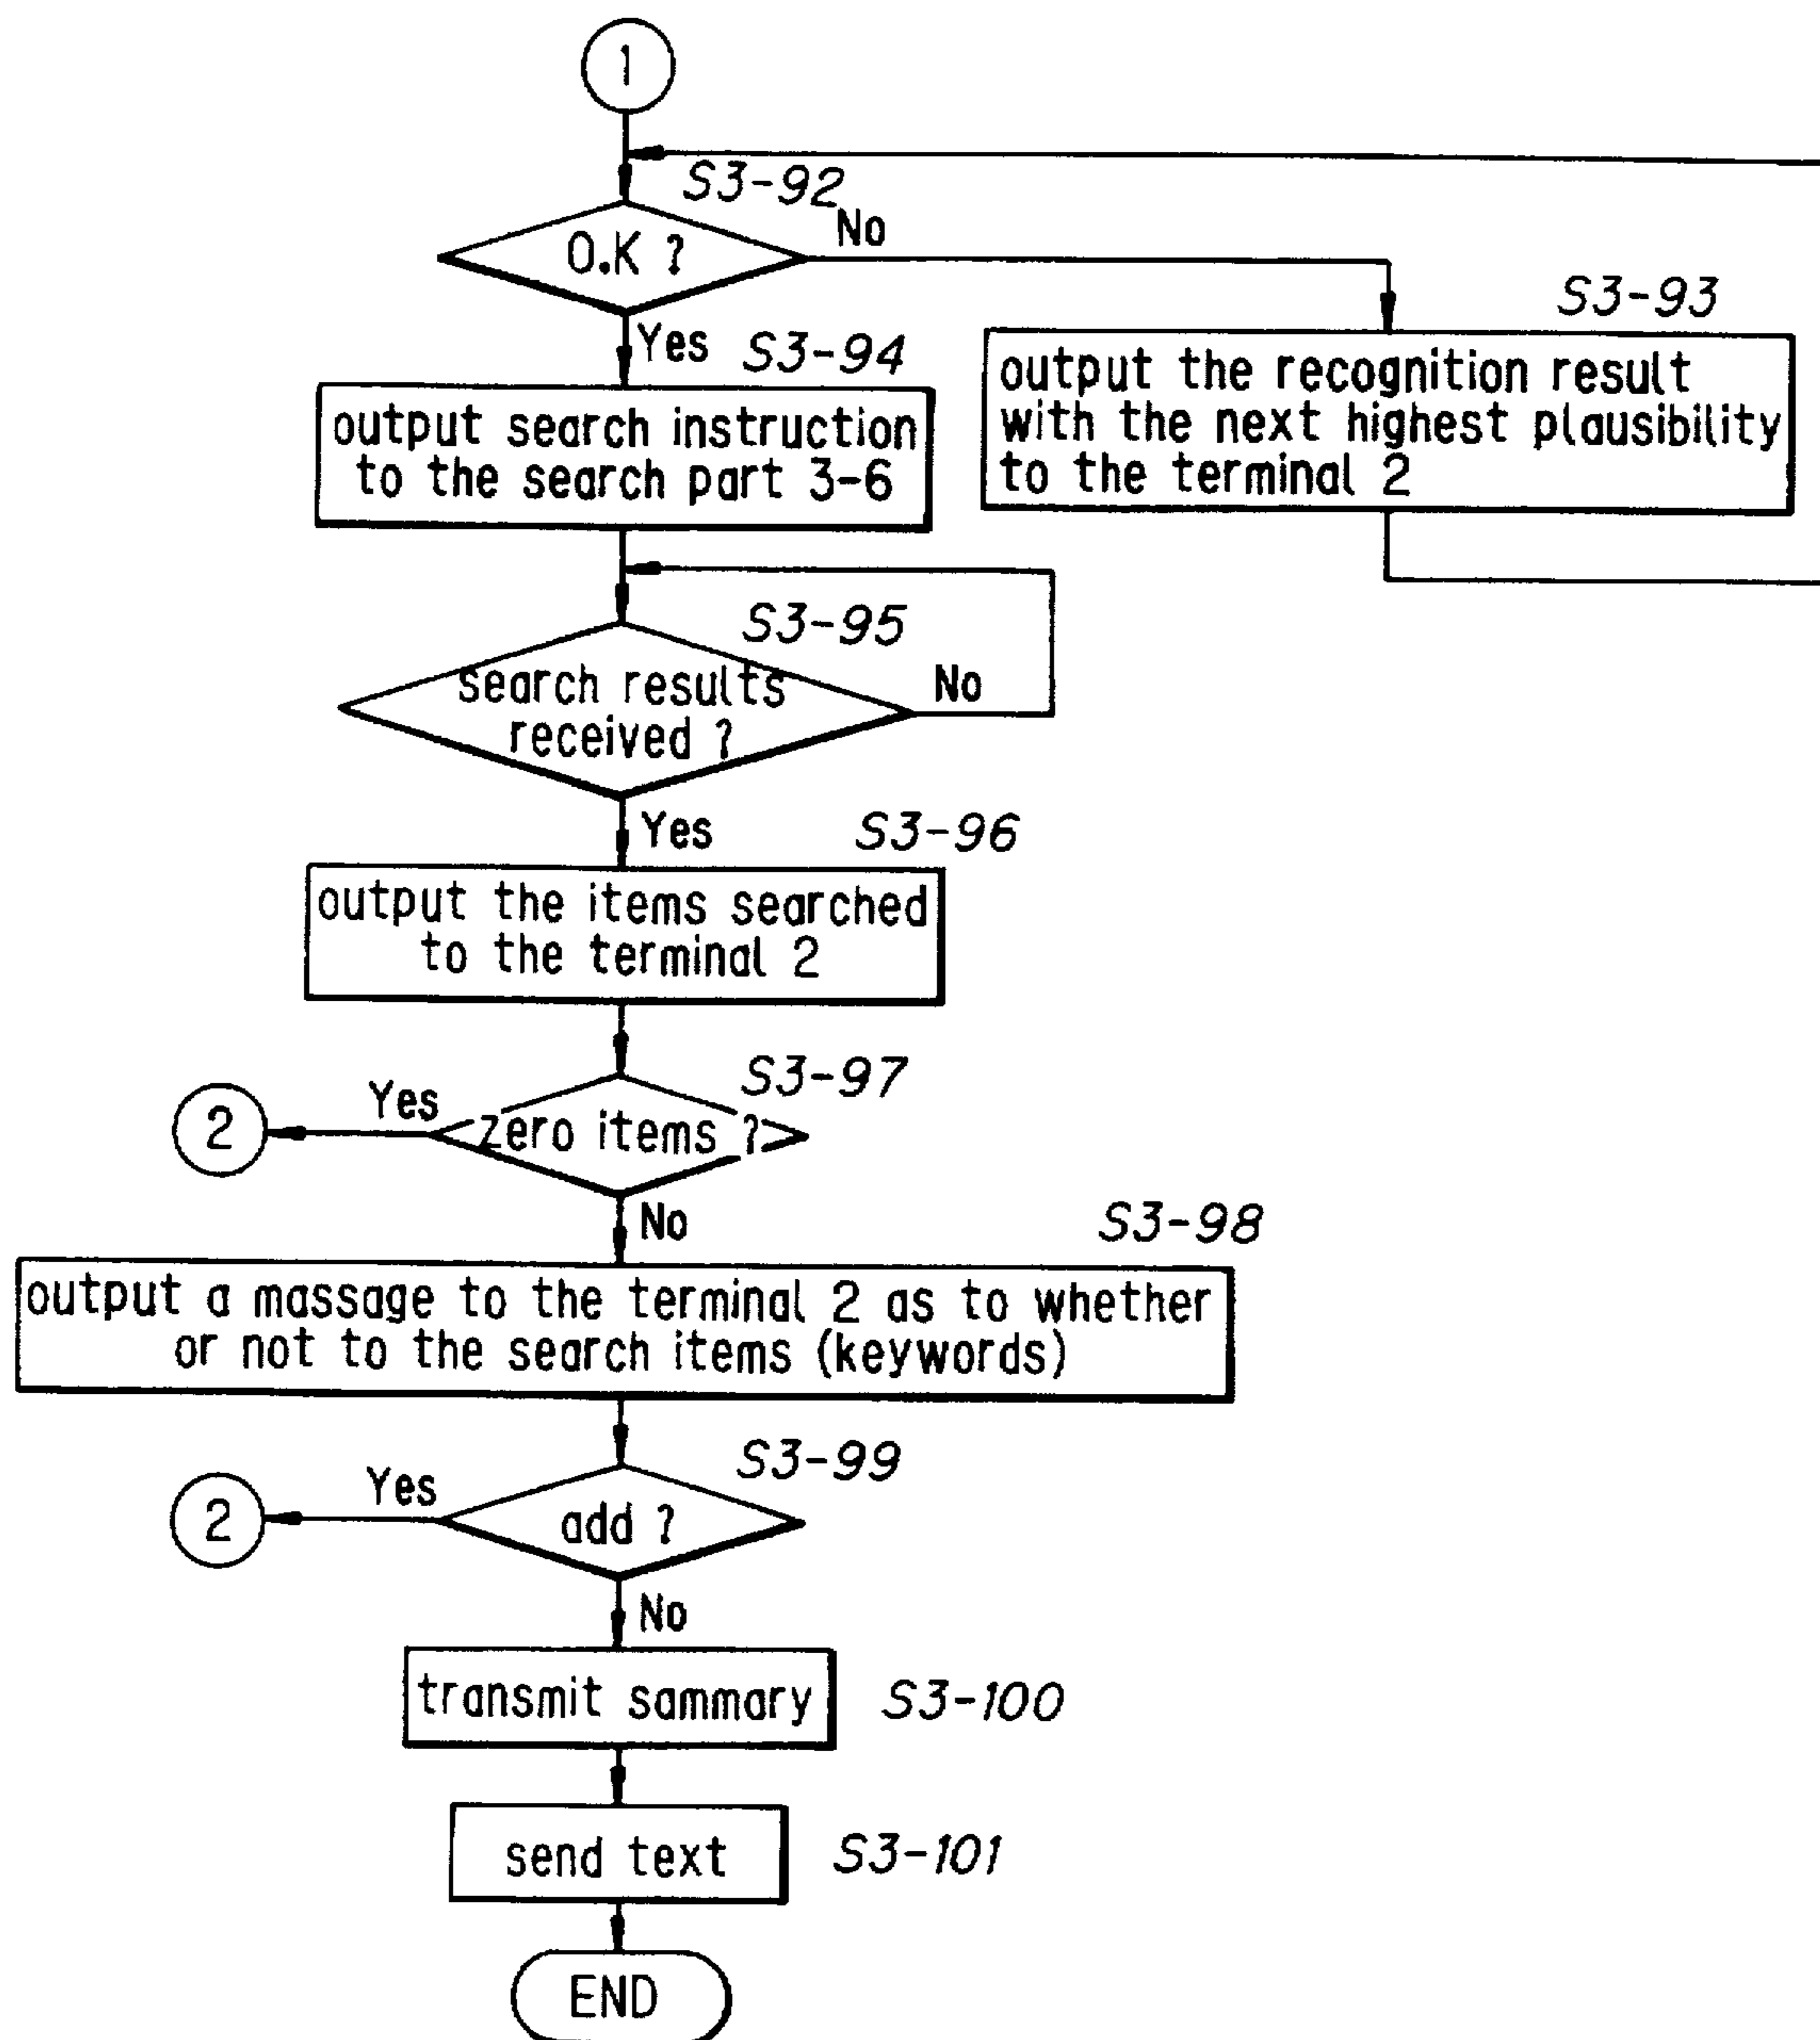 1
S3-92
O.K ?
No
S3-93
Yes
S3-94
output the recognition result
with the next highest plausibility
to the terminal 2
output search instruction
to the search part 3-6
S3-95
search results
received ?
No
Yes
S3-96
output the items searched
to the terminal 2
S3-97
2
Yes
zero items ?
No
S3-98
output a massage to the terminal 2 as to whether
or not to the search items (keywords)
S3-99
2
Yes
add ?
No
transmit sammary
S3-100
send text
S3-101
END